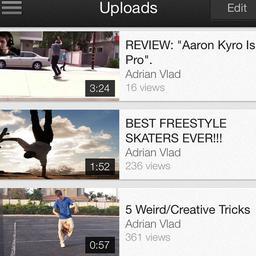 Uploads
Edit
3:24
REVIEW: "Aaron Kyro Is
Pro".
Adrian Vlad
16 views
1:52
BEST FREESTYLE
SKATERS EVER!!!
Adrian Vlad
236 views
0:57
5 Weird/Creative Tricks
Adrian Vlad
361 views